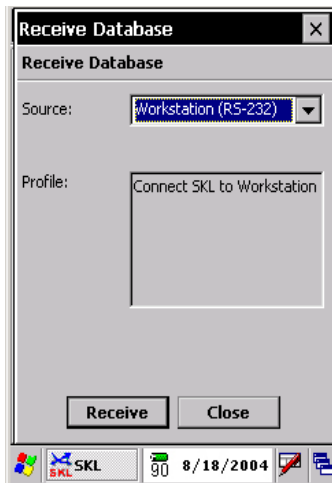 Receive Database
Receive Database
Source: Workstation (RS-232)
Profile: Connect SKL to Workstation
Receive Close
SKL SKL 90 8/18/2004